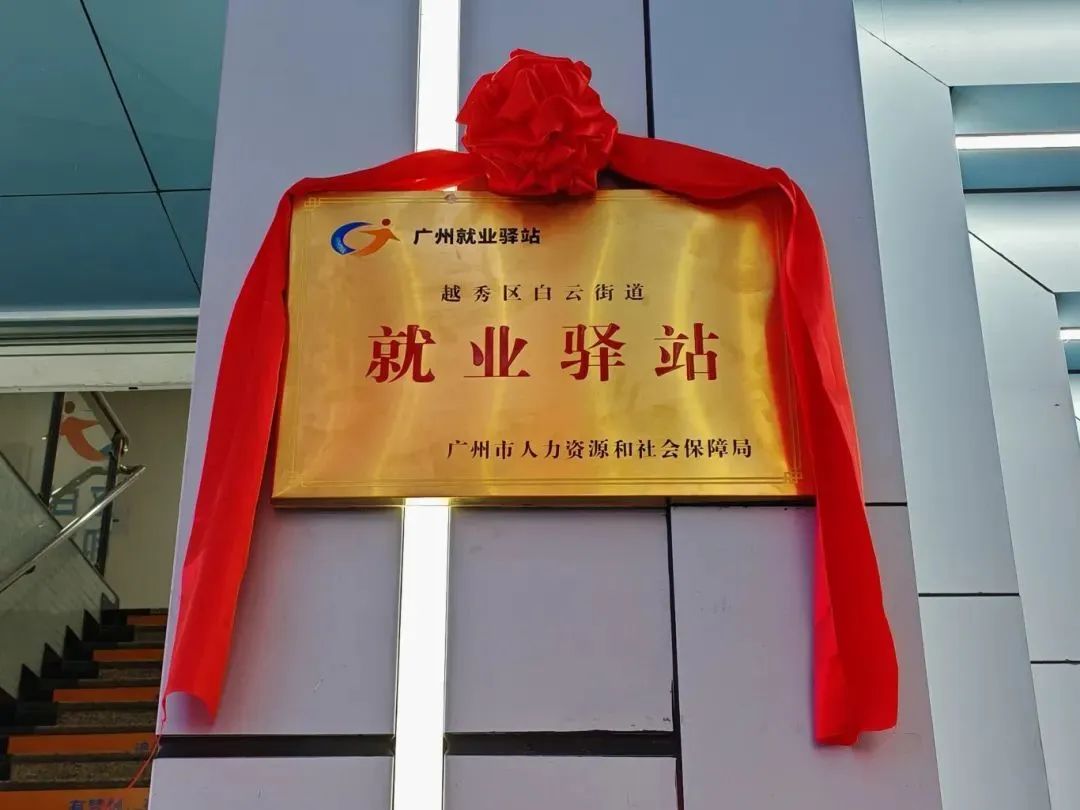 广州就业驿站
越秀区白云街道
就业驿站
广州市人力资源和社会保障局